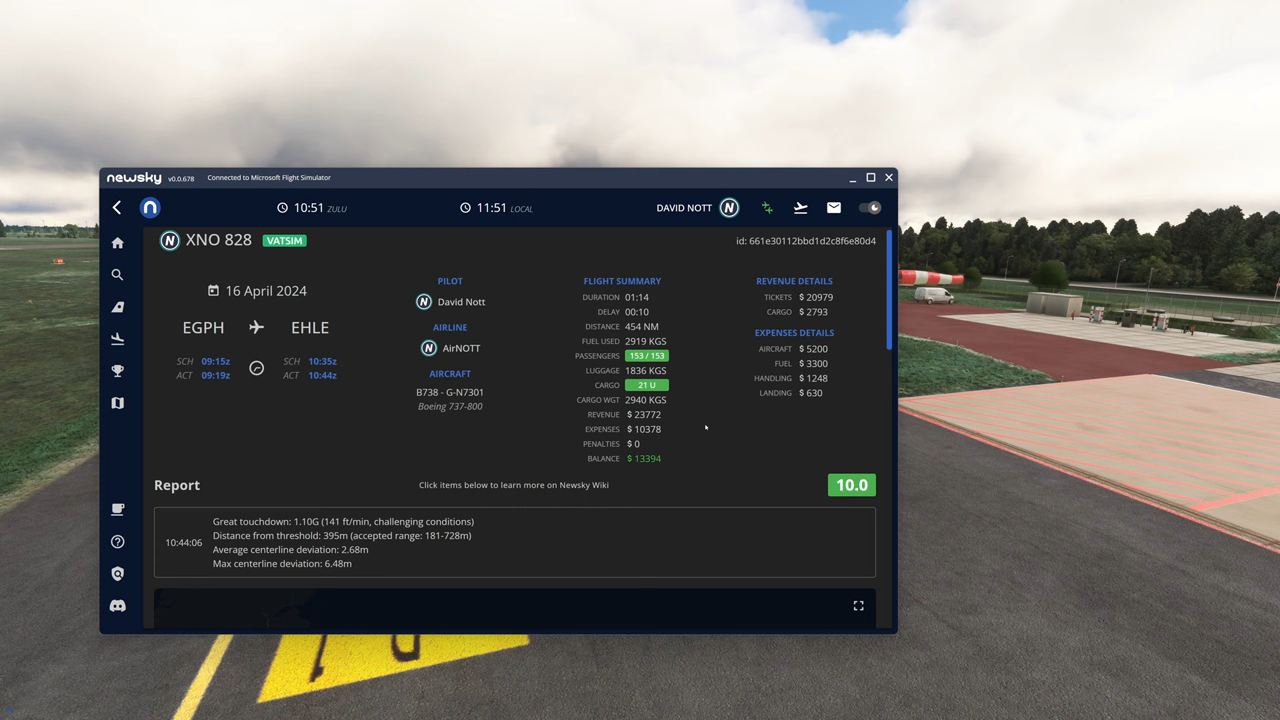 newsky v0.0.678 Connected to Microsoft Flight Simulator
10:51 ZULU
11:51 LOCAL
DAVID NOTT
XNO 828 VATSIM
id: 661e30112bbd1d2c8f6e80d4
16 April 2024
EGPH EHLE
SCH 09:15z SCH 10:35z
ACT 09:19z ACT 10:44z
PILOT
David Nott
AIRLINE
AirNOTT
AIRCRAFT
B738 - G-N7301
Boeing 737-800
FLIGHT SUMMARY
DURATION 01:14
DELAY 00:10
DISTANCE 454 NM
FUEL USED 2919 KGS
PASSENGERS 153 / 153
LUGGAGE 1836 KGS
CARGO 21 U
CARGO WGT 2940 KGS
REVENUE $ 23772
EXPENSES $ 10378
PENALTIES $ 0
BALANCE $ 13394
REVENUE DETAILS
TICKETS $ 20979
CARGO $ 2793
EXPENSES DETAILS
AIRCRAFT $ 5200
FUEL $ 3300
HANDLING $ 1248
LANDING $ 630
Report
Click items below to learn more on Newsky Wiki
10.0
10:44:06
Great touchdown: 1.10G (141 ft/min, challenging conditions)
Distance from threshold: 395m (accepted range: 181-728m)
Average centerline deviation: 2.68m
Max centerline deviation: 6.48m